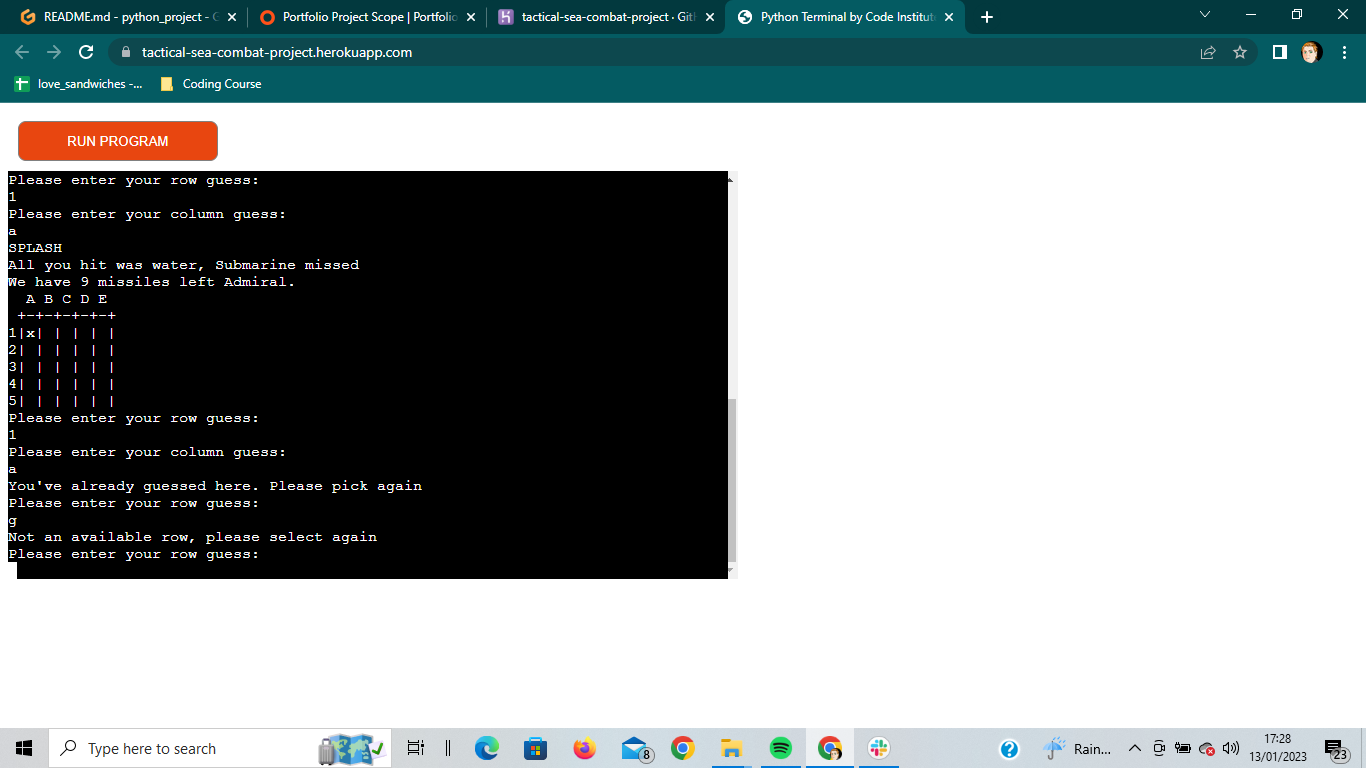 README.md - python_project - G
Portfolio Project Scope | Portfolio
tactical-sea-combat-project · Git
Python Terminal by Code Institut
tactical-sea-combat-project.herokuapp.com
love_sandwiches -...
Coding Course
RUN PROGRAM
Please enter your row guess:
1
Please enter your column guess:
a
SPLASH
All you hit was water, Submarine missed
We have 9 missiles left Admiral.
A B C D E
+-+-+-+-+-+
1|x| | | | |
2| | | | | |
3| | | | | |
4| | | | | |
5| | | | | |
Please enter your row guess:
1
Please enter your column guess:
a
You've already guessed here. Please pick again
Please enter your row guess:
g
Not an available row, please select again
Please enter your row guess:
Type here to search
8
Rain...
17:28
13/01/2023
23